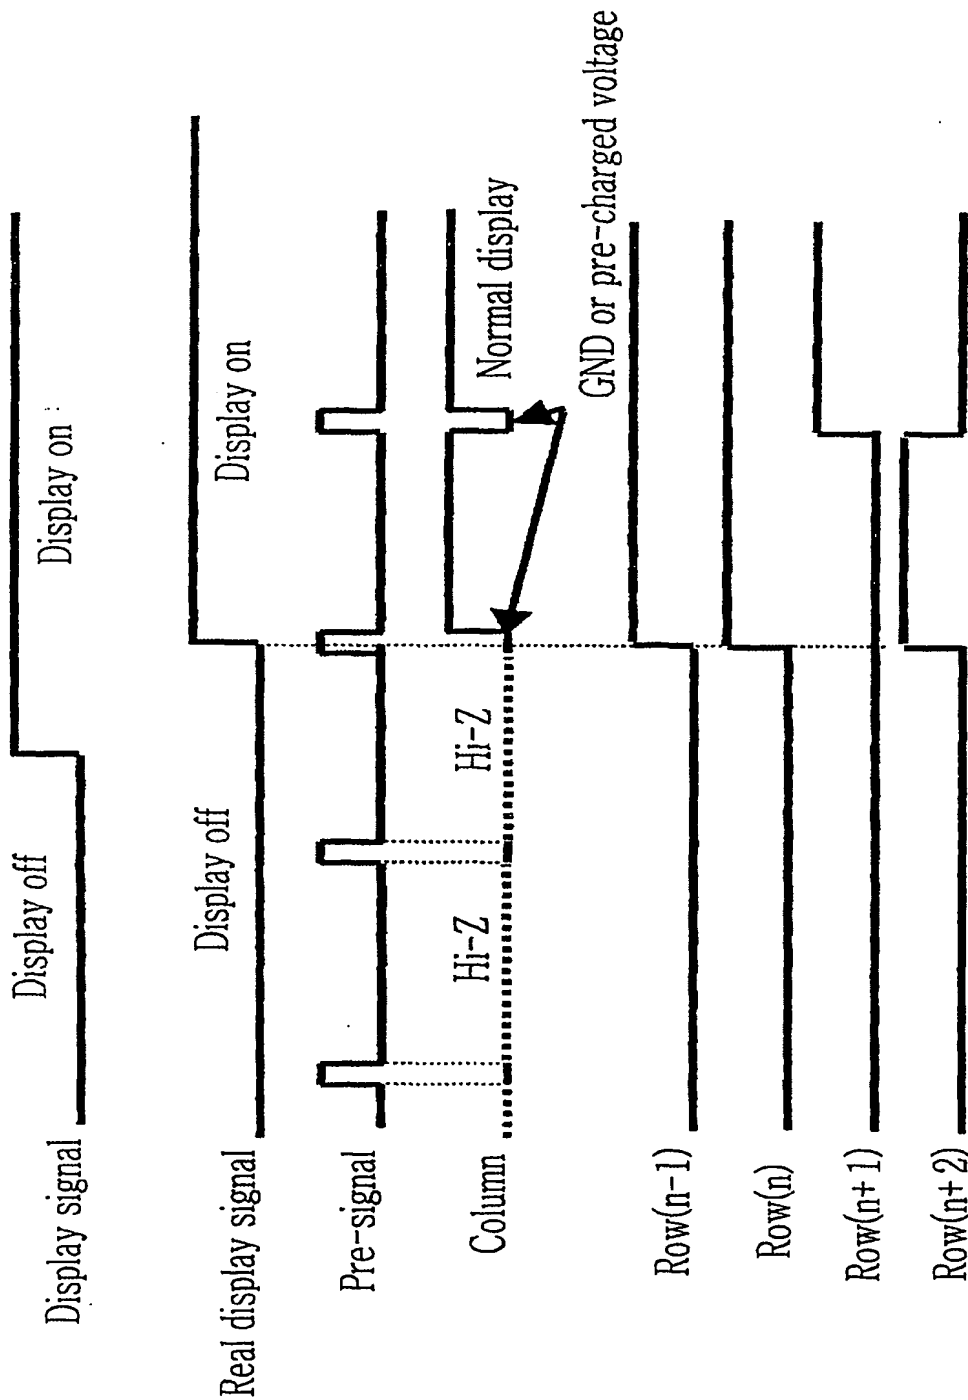 Display signal
Display off
Display on
Real display signal
Display off
Display on
Pre-signal
Column
Hi-Z
Hi-Z
Normal display
GND or pre-charged voltage
Row(n-1)
Row(n)
Row(n+1)
Row(n+2)